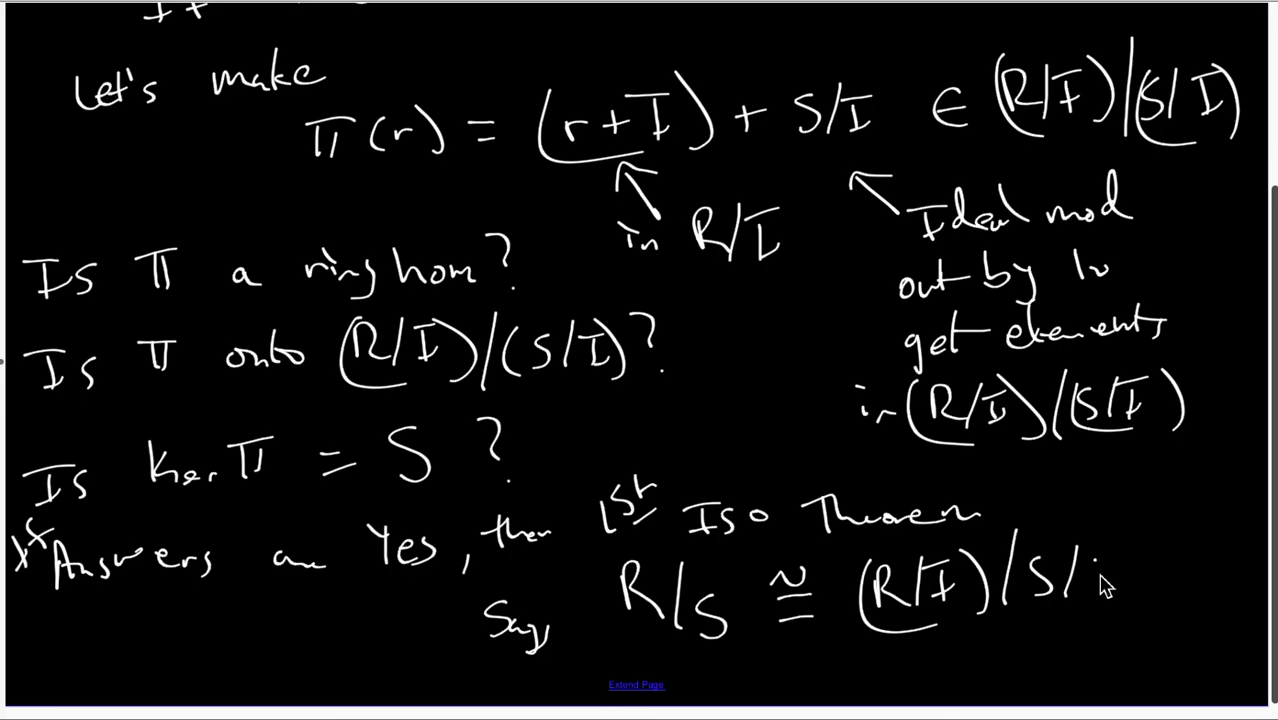 Let's make
π(r) = (r+I) + S/I ∈ (R/I)/(S/I)
in R/I
Ideal mod
out by to
get elements
in (R/I)/(S/I)
Is π a ring hom?
Is π onto (R/I)/(S/I)?
Is ker π = S?
If Answers are Yes, then 1st Iso Theorem
Say R/S ≅ (R/I)/S/
Extend Page